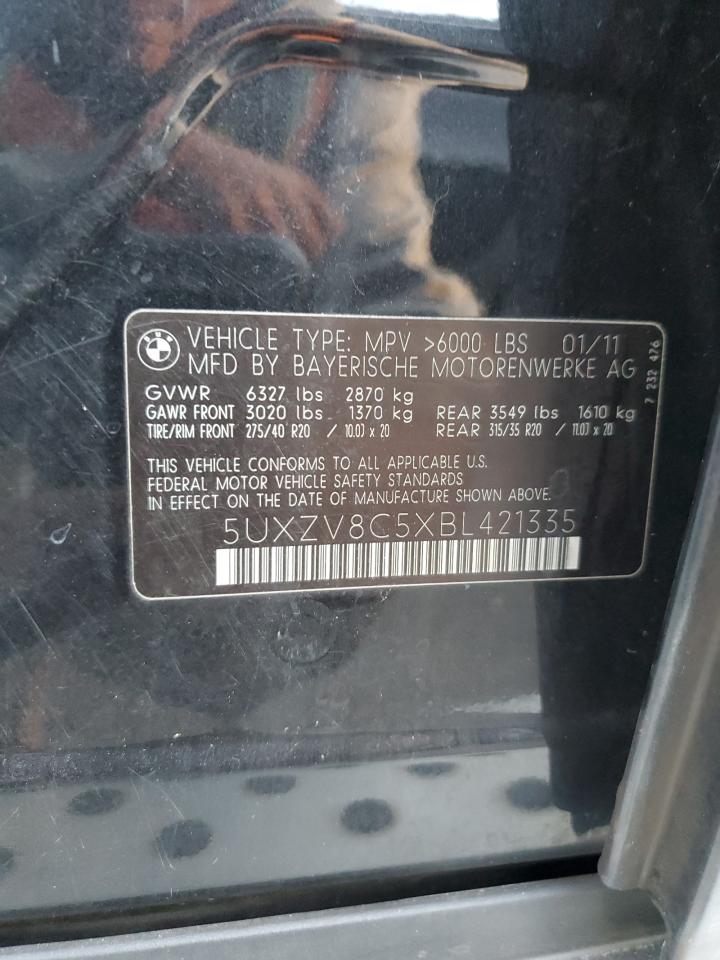 BMW
VEHICLE TYPE: MPV >6000 LBS 01/11
MFD BY BAYERISCHE MOTORENWERKE AG
GVWR 6327 lbs 2870 kg
GAWR FRONT 3020 lbs 1370 kg REAR 3549 lbs 1610 kg
TIRE/RIM FRONT 275/40 R20 / 10.0J x 20 REAR 315/35 R20 / 11.0J x 20
THIS VEHICLE CONFORMS TO ALL APPLICABLE U.S.
FEDERAL MOTOR VEHICLE SAFETY STANDARDS
IN EFFECT ON THE DATE OF MANUFACTURE SHOWN ABOVE.
5UXZV8C5XBL421335
7 232 476